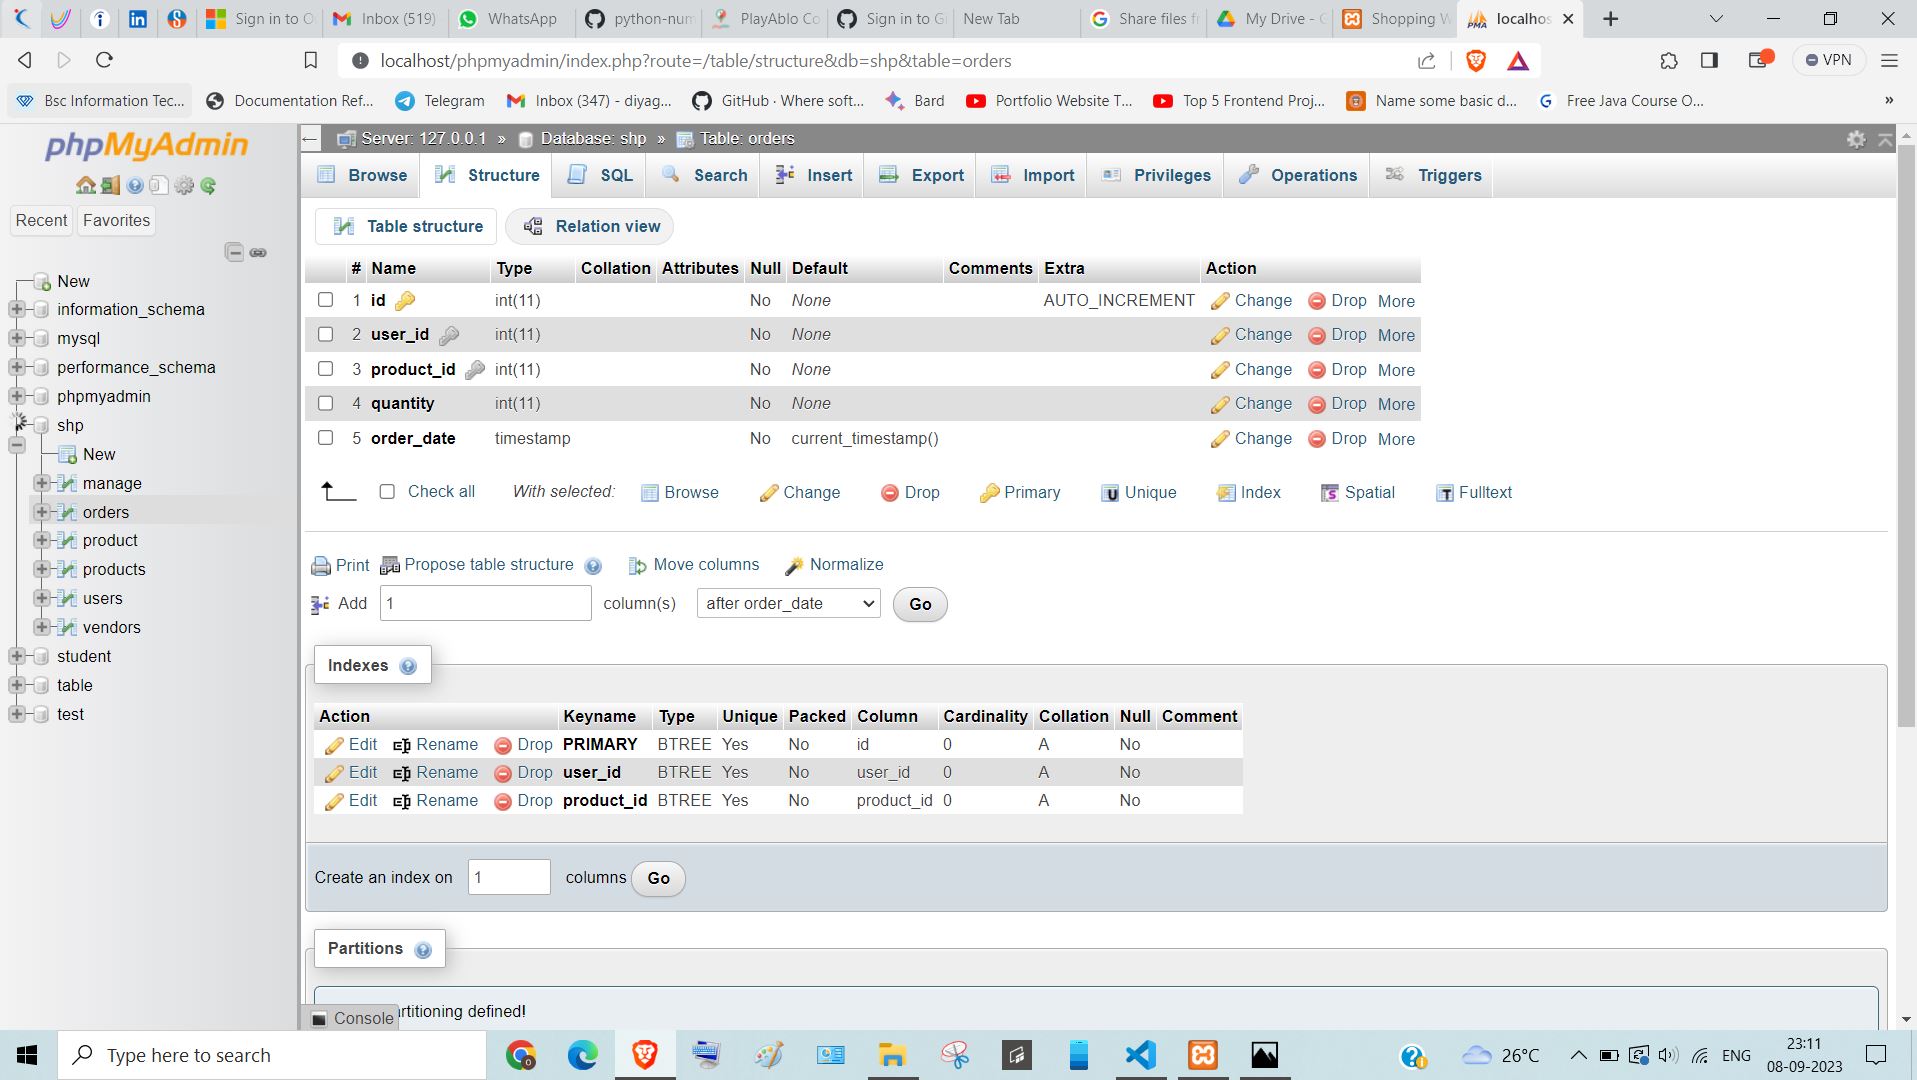 Sign in to O
Inbox (519)
WhatsApp
python-num
PlayAblo Co
Sign in to Gi
New Tab
Share files fr
My Drive - G
Shopping W
localhos
localhost/phpmyadmin/index.php?route=/table/structure&db=shp&table=orders
VPN
Bsc Information Tec...
Documentation Ref...
Telegram
Inbox (347) - diyag...
GitHub · Where soft...
Bard
Portfolio Website T...
Top 5 Frontend Proj...
Name some basic d...
Free Java Course O...
»
phpMyAdmin
Recent
Favorites
New
information_schema
mysql
performance_schema
phpmyadmin
shp
New
manage
orders
product
products
users
vendors
student
table
test
Server: 127.0.0.1 » Database: shp » Table: orders
Browse Structure SQL Search Insert Export Import Privileges Operations Triggers
Table structure Relation view
# Name Type Collation Attributes Null Default Comments Extra Action
1 id int(11) No None AUTO_INCREMENT Change Drop More
2 user_id int(11) No None Change Drop More
3 product_id int(11) No None Change Drop More
4 quantity int(11) No None Change Drop More
5 order_date timestamp No current_timestamp() Change Drop More
Check all With selected: Browse Change Drop Primary Unique Index Spatial Fulltext
Print Propose table structure Move columns Normalize
Add 1 column(s) after order_date Go
Indexes
Action Keyname Type Unique Packed Column Cardinality Collation Null Comment
Edit Rename Drop PRIMARY BTREE Yes No id 0 A No
Edit Rename Drop user_id BTREE Yes No user_id 0 A No
Edit Rename Drop product_id BTREE Yes No product_id 0 A No
Create an index on 1 columns Go
Partitions
artitioning defined!
Console
Type here to search
26°C
ENG
23:11
08-09-2023